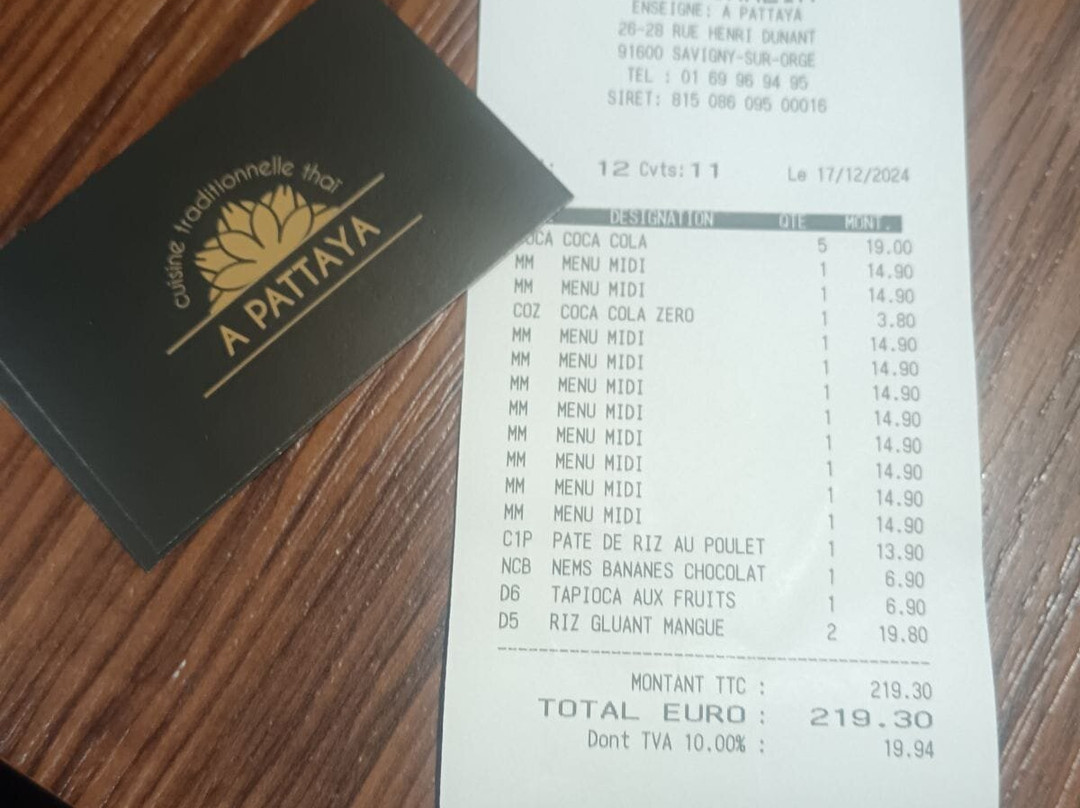 cuisine traditionnelle thaï
A PATTAYA
ENSEIGNE: A PATTAYA
26-28 RUE HENRI DUNANT
91600 SAVIGNY-SUR-ORGE
TEL : 01 69 96 94 95
SIRET: 815 086 095 00016
12 Cvts: 11 Le 17/12/2024
DESIGNATION QTE MONT.
OCA COCA COLA 5 19.00
MM MENU MIDI 1 14.90
MM MENU MIDI 1 14.90
COZ COCA COLA ZERO 1 3.80
MM MENU MIDI 1 14.90
MM MENU MIDI 1 14.90
MM MENU MIDI 1 14.90
MM MENU MIDI 1 14.90
MM MENU MIDI 1 14.90
MM MENU MIDI 1 14.90
MM MENU MIDI 1 14.90
MM MENU MIDI 1 14.90
C1P PATE DE RIZ AU POULET 1 13.90
NCB NEMS BANANES CHOCOLAT 1 6.90
D6 TAPIOCA AUX FRUITS 1 6.90
D5 RIZ GLUANT MANGUE 2 19.80
MONTANT TTC : 219.30
TOTAL EURO : 219.30
Dont TVA 10.00% : 19.94